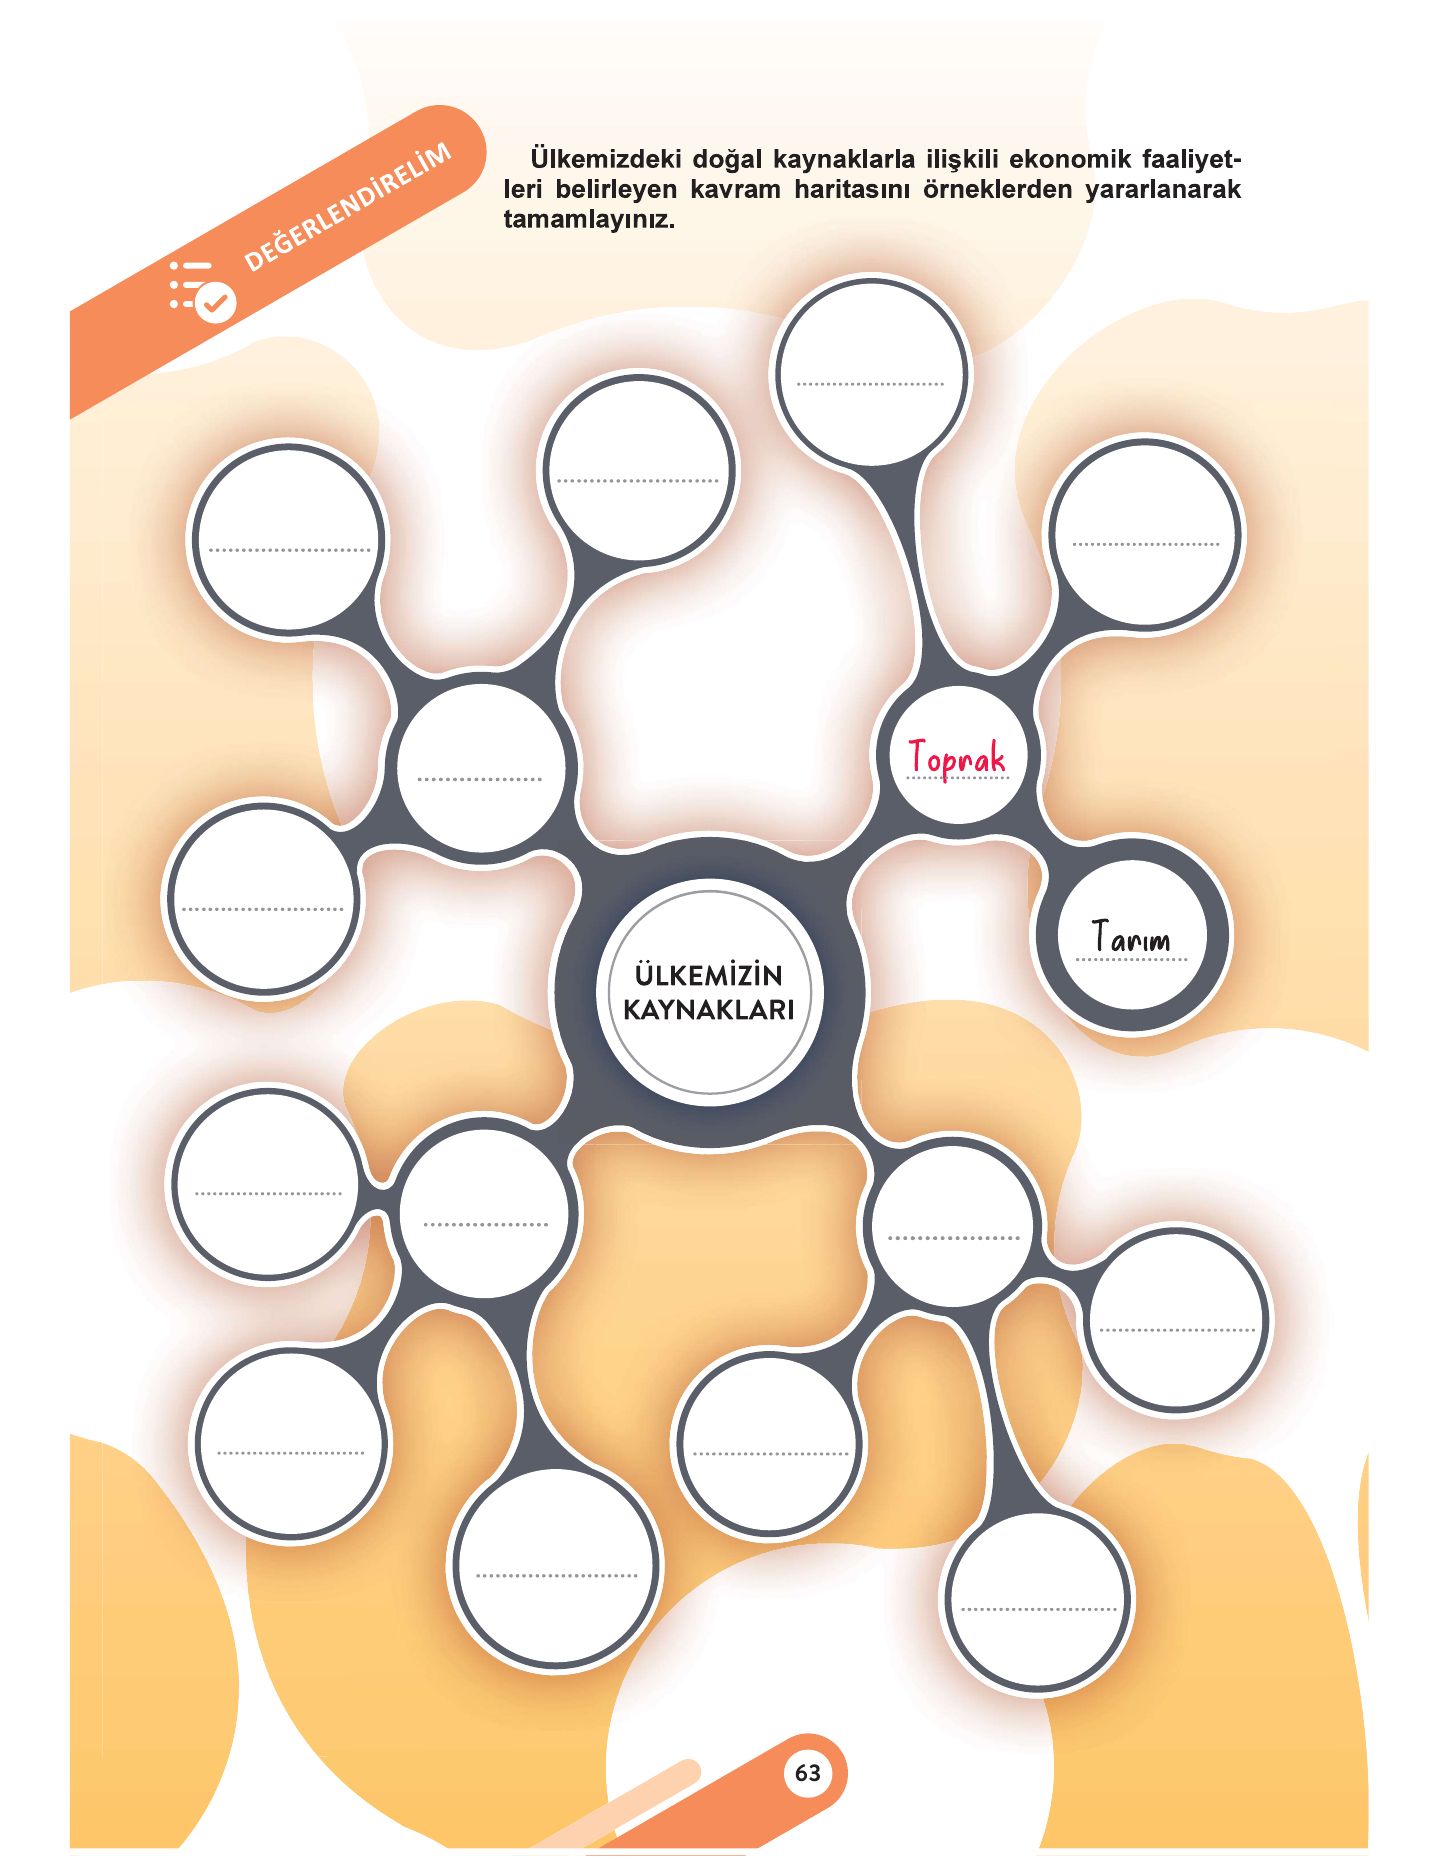 DEĞERLENDİRELİM
Ülkemizdeki doğal kaynaklarla ilişkili ekonomik faaliyet-
leri belirleyen kavram haritasını örneklerden yararlanarak
tamamlayınız.
Toprak
Tarım
ÜLKEMİZİN
KAYNAKLARI
63